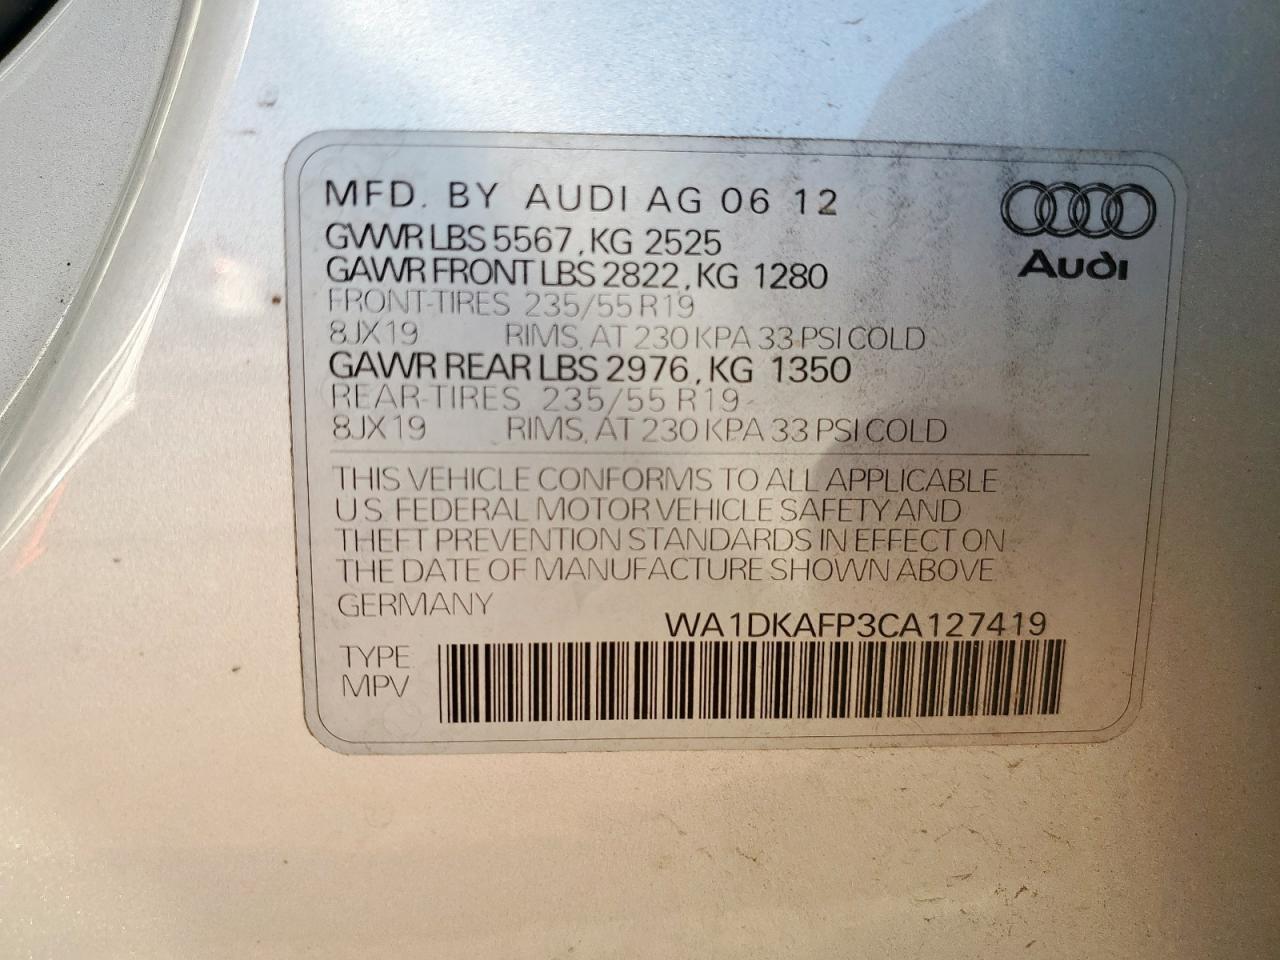 MFD. BY AUDI AG 06 12
GVWR LBS 5567, KG 2525
GAWR FRONT LBS 2822, KG 1280
FRONT-TIRES 235/55 R19
8JX19 RIMS, AT 230 KPA 33 PSI COLD
GAWR REAR LBS 2976, KG 1350
REAR-TIRES 235/55 R19
8JX19 RIMS, AT 230 KPA 33 PSI COLD
Audi
THIS VEHICLE CONFORMS TO ALL APPLICABLE
U.S. FEDERAL MOTOR VEHICLE SAFETY AND
THEFT PREVENTION STANDARDS IN EFFECT ON
THE DATE OF MANUFACTURE SHOWN ABOVE
GERMANY
WA1DKAFP3CA127419
TYPE
MPV